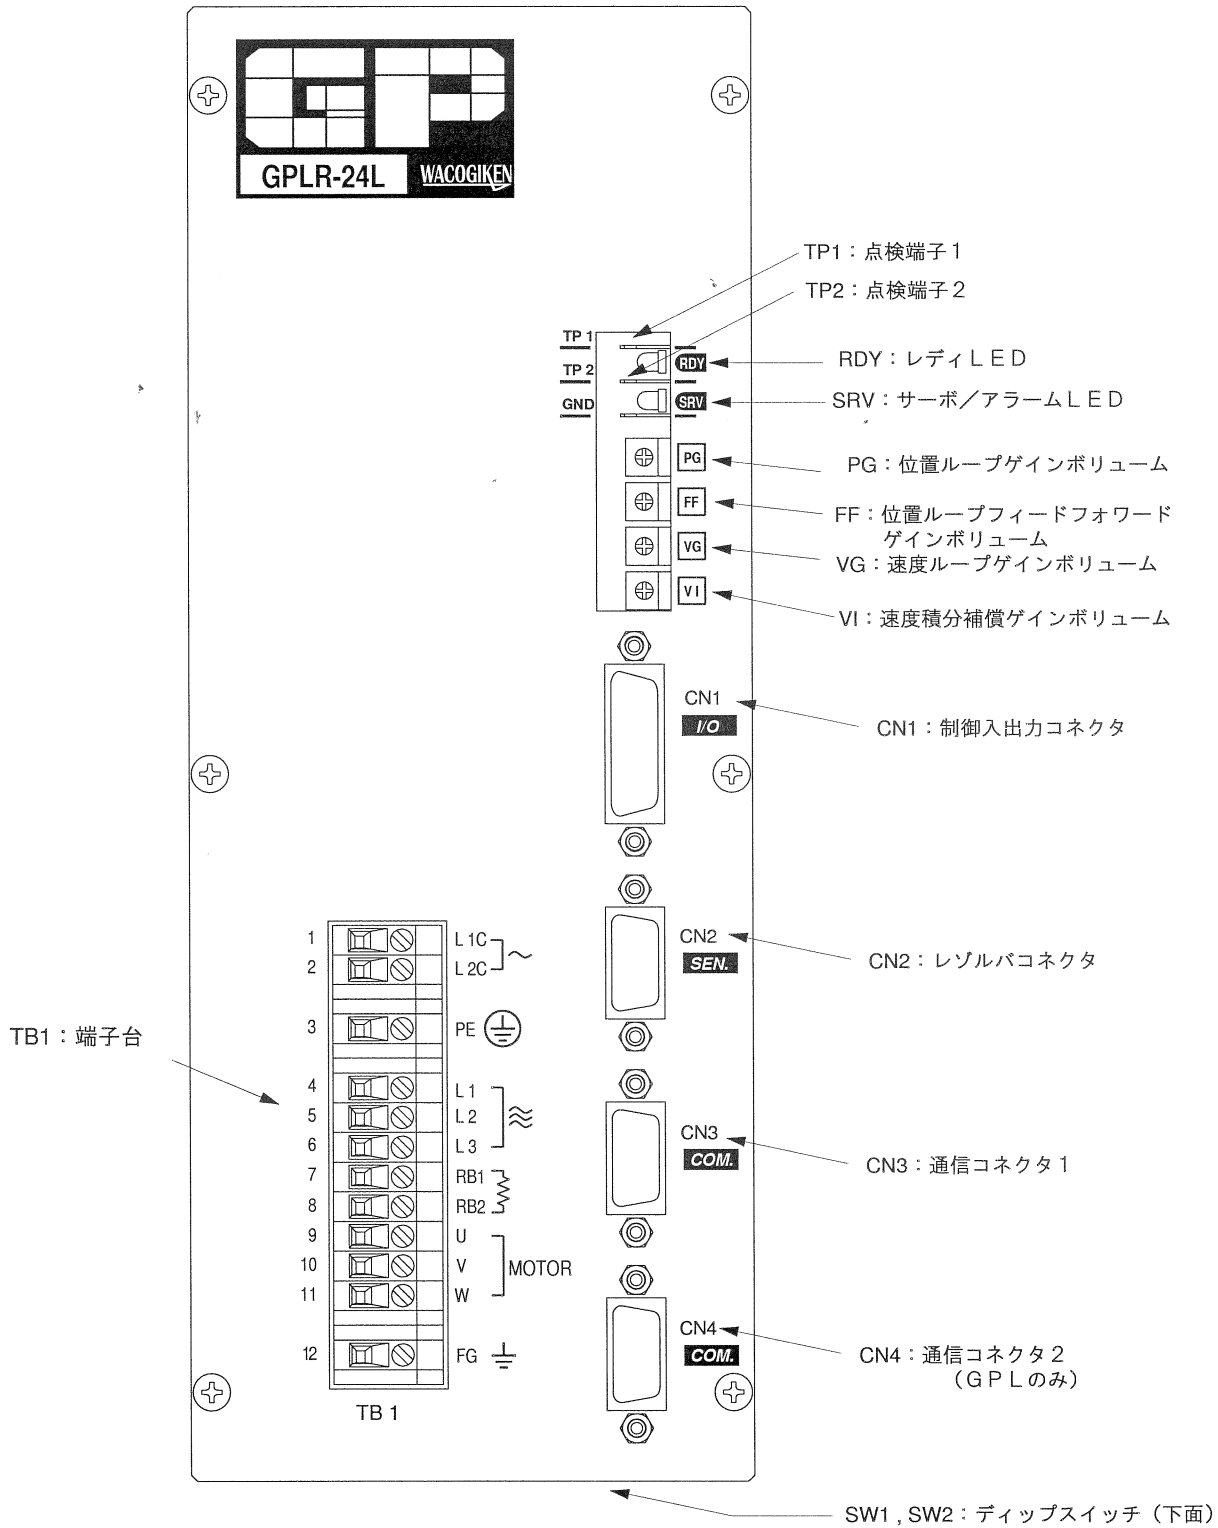 GPLR-24L
WACOGIKEN
TP1：点検端子１
TP2：点検端子２
TP 1
TP 2
GND
RDY
SRV
PG
FF
VG
VI
RDY：レディＬＥＤ
SRV：サーボ／アラームＬＥＤ
PG：位置ループゲインボリューム
FF：位置ループフィードフォワード
ゲインボリューム
VG：速度ループゲインボリューム
VI：速度積分補償ゲインボリューム
CN1
I/O
CN1：制御入出力コネクタ
CN2
SEN.
CN2：レゾルバコネクタ
CN3
COM.
CN3：通信コネクタ１
CN4
COM.
CN4：通信コネクタ２
（ＧＰＬのみ）
TB1：端子台
1 L1C
2 L2C
3 PE
4 L1
5 L2
6 L3
7 RB1
8 RB2
9 U
10 V MOTOR
11 W
12 FG
TB 1
SW1 , SW2：ディップスイッチ（下面）